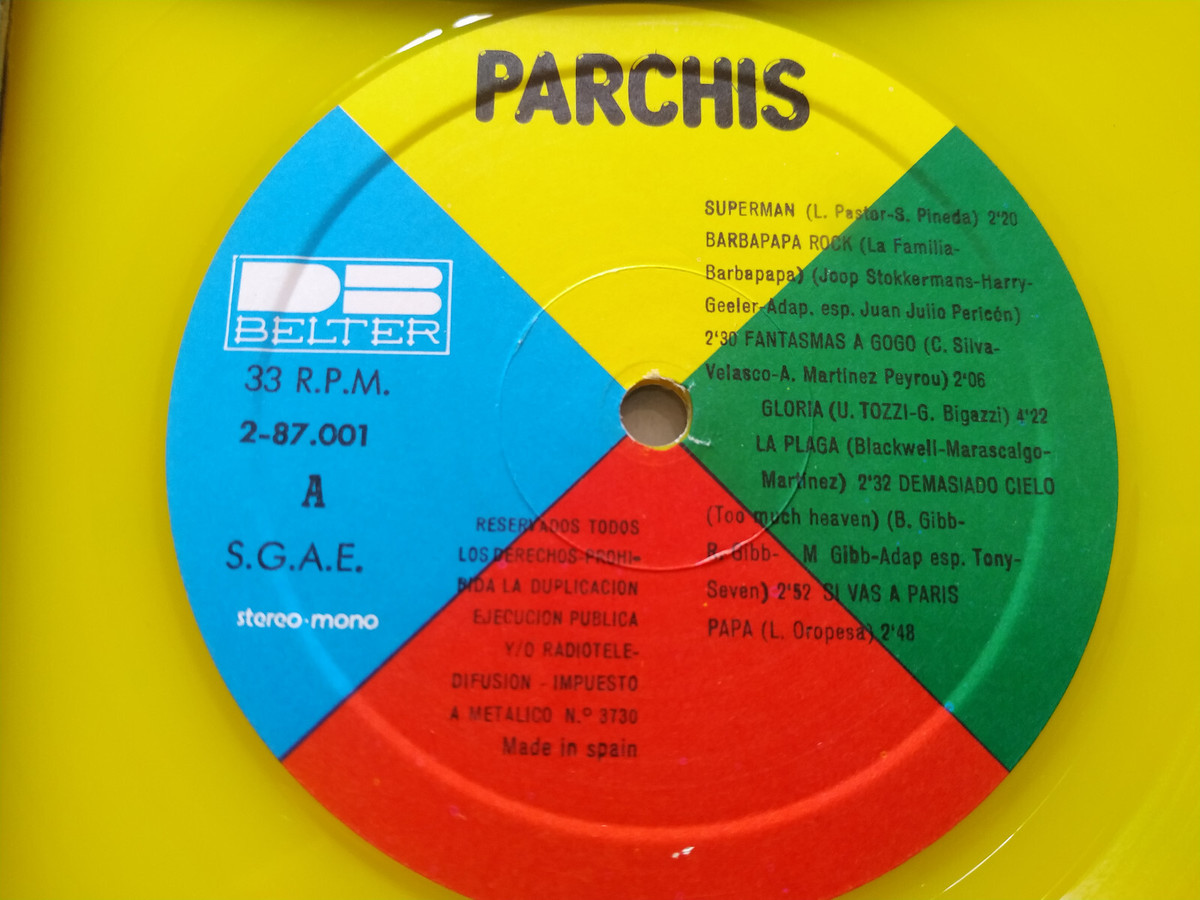 PARCHIS
BELTER
33 R.P.M.
2-87.001
A
S.G.A.E.
stereo·mono
SUPERMAN (L. Pastor-S. Pineda) 2'20
BARBAPAPA ROCK (La Familia-
Barbapapa) (Joop Stokkermans-Harry-
Geeler-Adap. esp. Juan Julio Pericón)
2'30 FANTASMAS A GOGO (C. Silva-
Velasco-A. Martinez Peyrou) 2'06
GLORIA (U. TOZZI-G. Bigazzi) 4'22
LA PLAGA (Blackwell-Marascalgo-
Martinez) 2'32 DEMASIADO CIELO
(Too much heaven) (B. Gibb-
R. Gibb- M Gibb-Adap esp. Tony-
Seven) 2'52 SI VAS A PARIS
PAPA (L. Oropesa) 2'48
RESERVADOS TODOS
LOS DERECHOS-PROHI-
BIDA LA DUPLICACION
EJECUCION PUBLICA
Y/O RADIOTELE-
DIFUSION - IMPUESTO
A METALICO N.º 3730
Made in spain